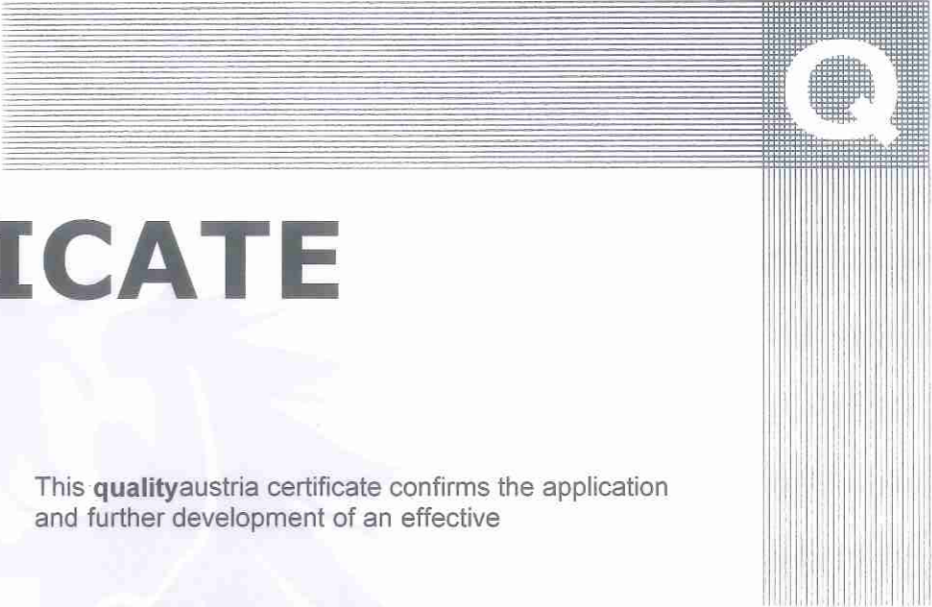 Q
ICATE
This qualityaustria certificate confirms the application
and further development of an effective